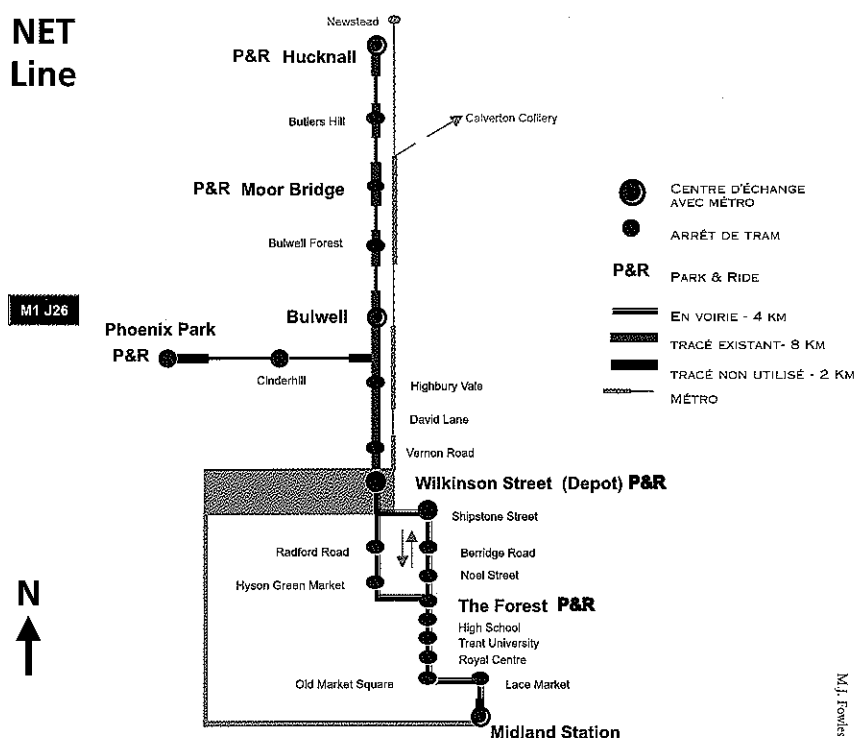 NET
Line
Newstead
P&R Hucknall
Butlers Hill
Calverton Colliery
P&R Moor Bridge
Bulwell Forest
M1 J26
Bulwell
Phoenix Park
P&R
Cinderhill
Highbury Vale
David Lane
Vernon Road
Wilkinson Street (Depot) P&R
Shipstone Street
Radford Road
Berridge Road
Hyson Green Market
Noel Street
The Forest P&R
High School
Trent University
Royal Centre
Old Market Square
Lace Market
Midland Station
N
CENTRE D'ÉCHANGE
AVEC MÉTRO
ARRÊT DE TRAM
P&R PARK & RIDE
EN VOIRIE - 4 KM
TRACÉ EXISTANT- 8 KM
TRACÉ NON UTILISÉ - 2 KM
MÉTRO
M.J. Fowles